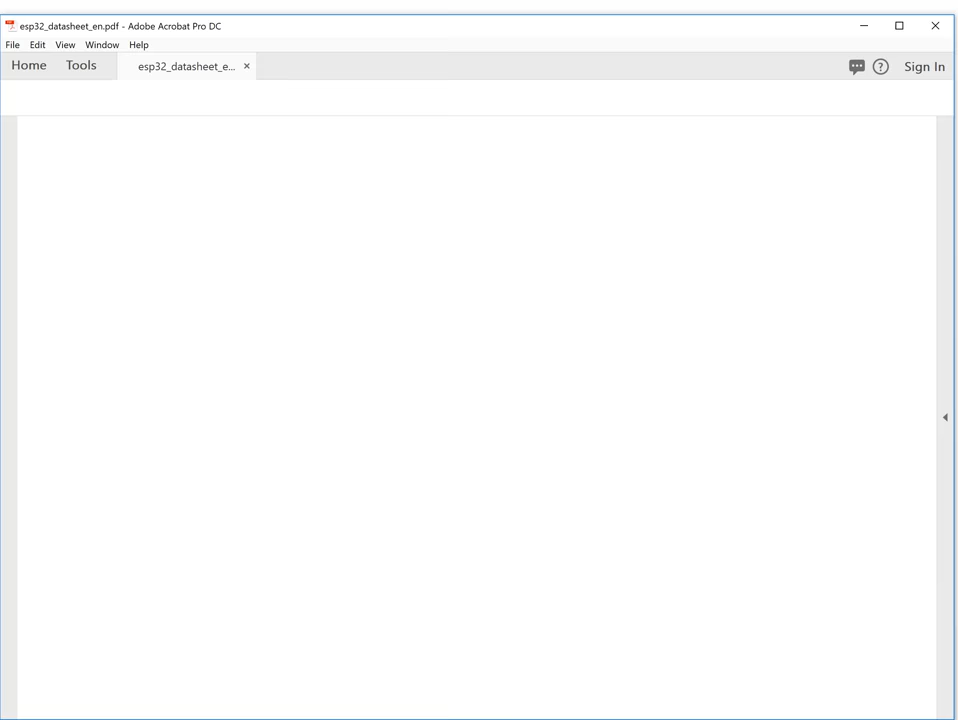 esp32_datasheet_en.pdf - Adobe Acrobat Pro DC
File Edit View Window Help
Home Tools esp32_datasheet_e... × ? Sign In